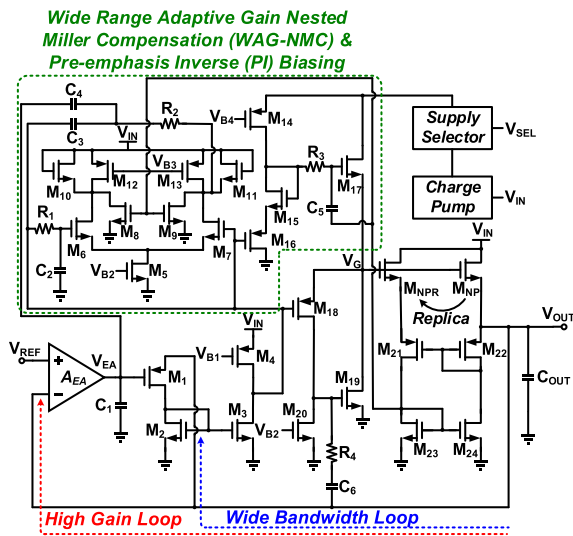 Wide Range Adaptive Gain Nested
Miller Compensation (WAG-NMC) &
Pre-emphasis Inverse (PI) Biasing
C4
C3
R2
VIN
VB4
M14
Supply
Selector
VSEL
VB3
M10
M12
M13
M11
R3
M17
Charge
Pump
VIN
R1
M6
M8
M9
M7
M15
C5
M16
C2
VB2
M5
VIN
VG
MNPR
MNP
Replica
M18
VOUT
VREF
VEA
AEA
+
−
M1
VB1
VIN
M4
M21
M22
COUT
C1
M19
M2
M3
VB2
M20
R4
M23
M24
C6
High Gain Loop
Wide Bandwidth Loop